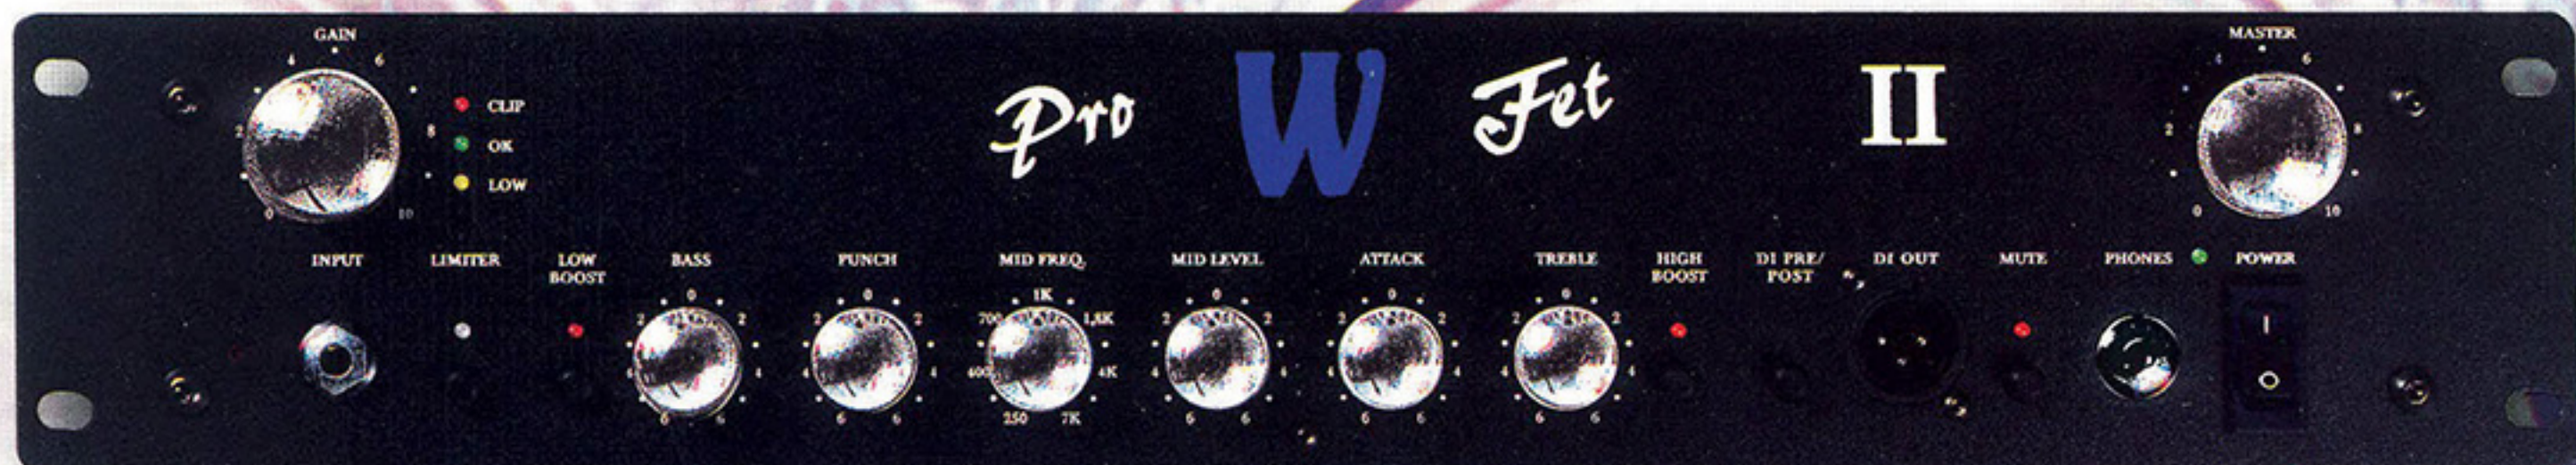 GAIN
4 6
2 8
0 10
CLIP
OK
LOW
Pro W Fet II
MASTER
4 6
2 8
0 10
INPUT
LIMITER
LOW
BOOST
BASS
0
2 2
4 4
6 6
PUNCH
0
2 2
4 4
6 6
MID FREQ.
1K
700 1,8K
400 4K
250 7K
MID LEVEL
0
2 2
4 4
6 6
ATTACK
0
2 2
4 4
6 6
TREBLE
0
2 2
4 4
6 6
HIGH
BOOST
DI PRE/
POST
DI OUT
MUTE
PHONES
POWER
I
O